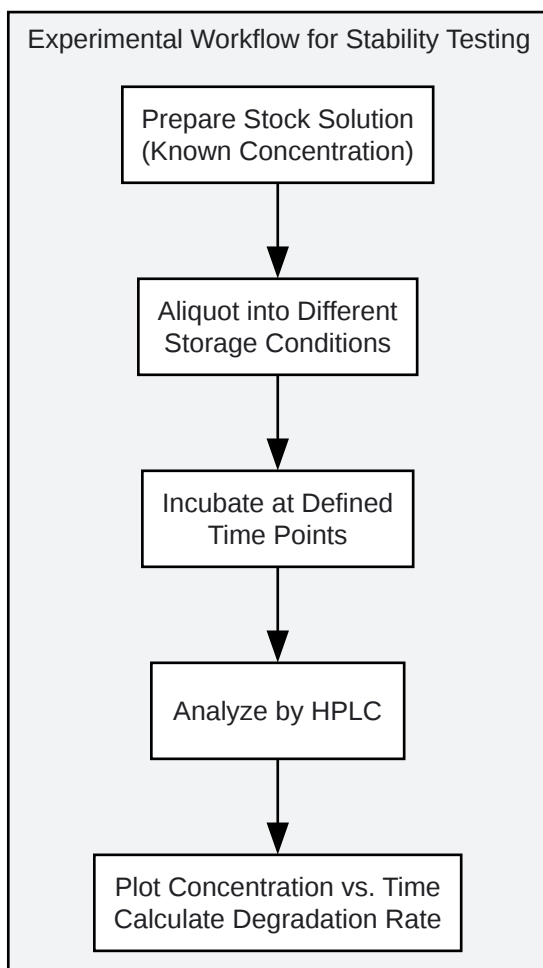 Experimental Workflow for Stability Testing
Prepare Stock Solution
(Known Concentration)
Aliquot into Different
Storage Conditions
Incubate at Defined
Time Points
Analyze by HPLC
Plot Concentration vs. Time
Calculate Degradation Rate